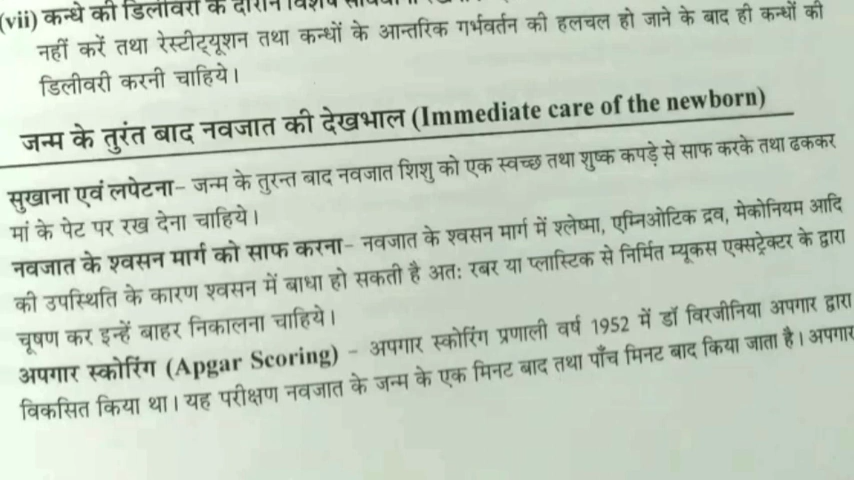 (vii) कन्धे की डिलीवरी के दौरान विशेष
नहीं करें तथा रेस्टीट्यूशन तथा कन्धों के आन्तरिक गर्भवर्तन की हलचल हो जाने के बाद ही कन्धों की
डिलीवरी करनी चाहिये।
जन्म के तुरंत बाद नवजात की देखभाल (Immediate care of the newborn)
सुखाना एवं लपेटना– जन्म के तुरन्त बाद नवजात शिशु को एक स्वच्छ तथा शुष्क कपड़े से साफ करके तथा ढककर
मां के पेट पर रख देना चाहिये।
नवजात के श्वसन मार्ग को साफ करना– नवजात के श्वसन मार्ग में श्लेष्मा, एम्निओटिक द्रव, मेकोनियम आदि
की उपस्थिति के कारण श्वसन में बाधा हो सकती है अतः रबर या प्लास्टिक से निर्मित म्यूकस एक्सट्रेक्टर के द्वारा
चूषण कर इन्हें बाहर निकालना चाहिये।
अपगार स्कोरिंग (Apgar Scoring) – अपगार स्कोरिंग प्रणाली वर्ष 1952 में डॉ विरजीनिया अपगार द्वारा
विकसित किया था। यह परीक्षण नवजात के जन्म के एक मिनट बाद तथा पाँच मिनट बाद किया जाता है। अपगार